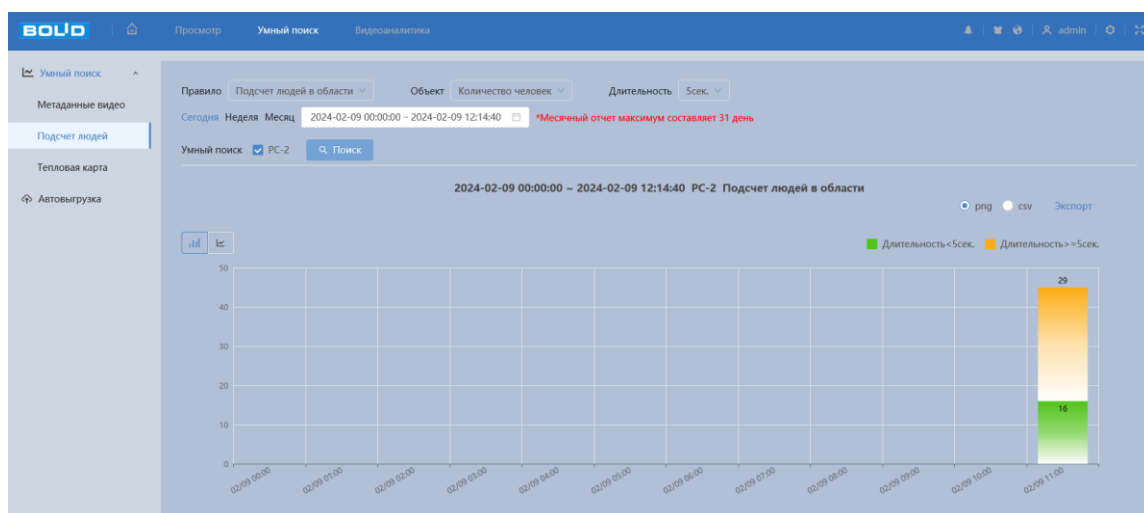 BOLID Просмотр Умный поиск Видеоаналитика admin
Умный поиск
Метаданные видео
Подсчет людей
Тепловая карта
Автовыгрузка
Правило Подсчет людей в области Объект Количество человек Длительность 5сек.
Сегодня Неделя Месяц 2024-02-09 00:00:00 ~ 2024-02-09 12:14:40 *Месячный отчет максимум составляет 31 день
Умный поиск PC-2 Поиск
2024-02-09 00:00:00 ~ 2024-02-09 12:14:40 PC-2 Подсчет людей в области
png csv Экспорт
Длительность<5сек. Длительность>=5сек.
50
29
40
30
20
16
10
0
02/09 00:00 02/09 01:00 02/09 02:00 02/09 03:00 02/09 04:00 02/09 05:00 02/09 06:00 02/09 07:00 02/09 08:00 02/09 09:00 02/09 10:00 02/09 11:00